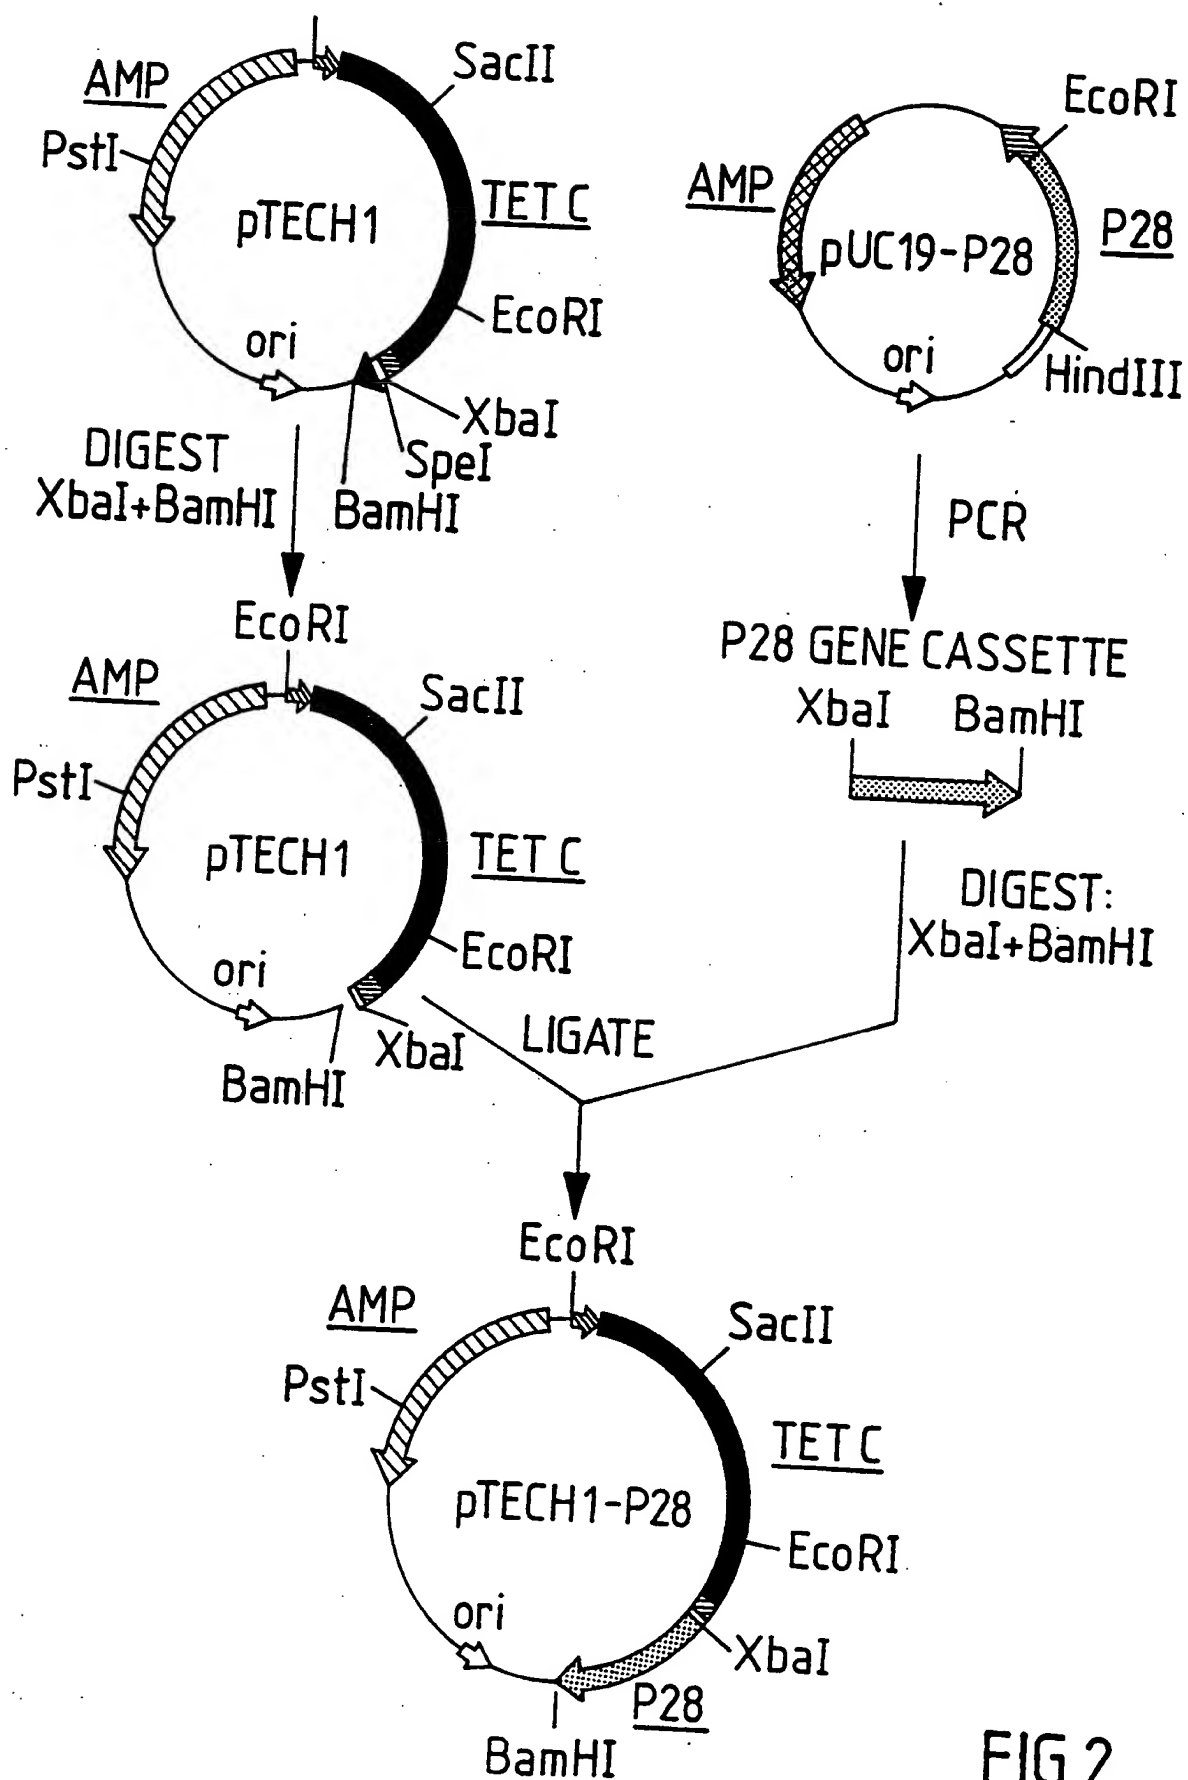 SacII
AMP
PstI
pTECH1
TET C
EcoRI
ori
XbaI
SpeI
BamHI
DIGEST
XbaI+BamHI
EcoRI
AMP
pUC19-P28
P28
ori
HindIII
PCR
P28 GENE CASSETTE
XbaI BamHI
DIGEST:
XbaI+BamHI
EcoRI
AMP
SacII
PstI
pTECH1
TET C
EcoRI
ori
XbaI
BamHI
LIGATE
EcoRI
AMP
SacII
PstI
TET C
pTECH1-P28
EcoRI
ori
XbaI
P28
BamHI
FIG 2